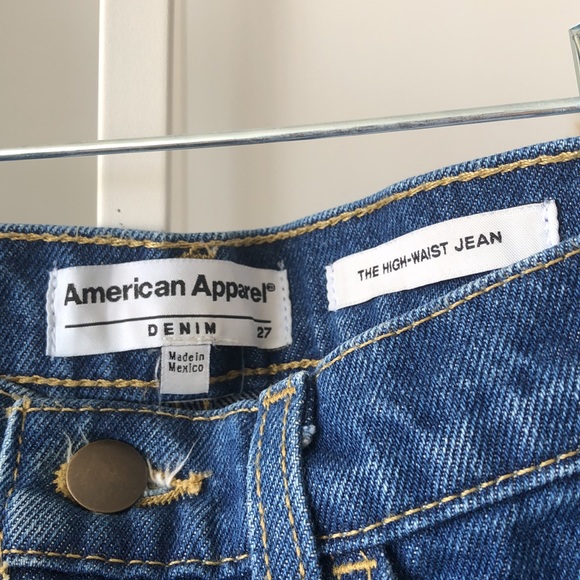 American Apparel®
DENIM 27
Made in
Mexico
THE HIGH-WAIST JEAN